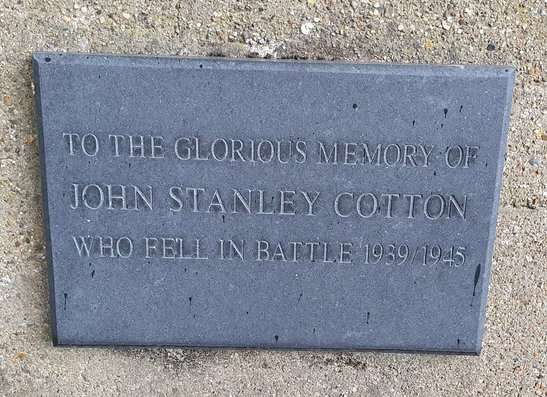 TO THE GLORIOUS MEMORY OF
JOHN STANLEY COTTON
WHO FELL IN BATTLE 1939/1945